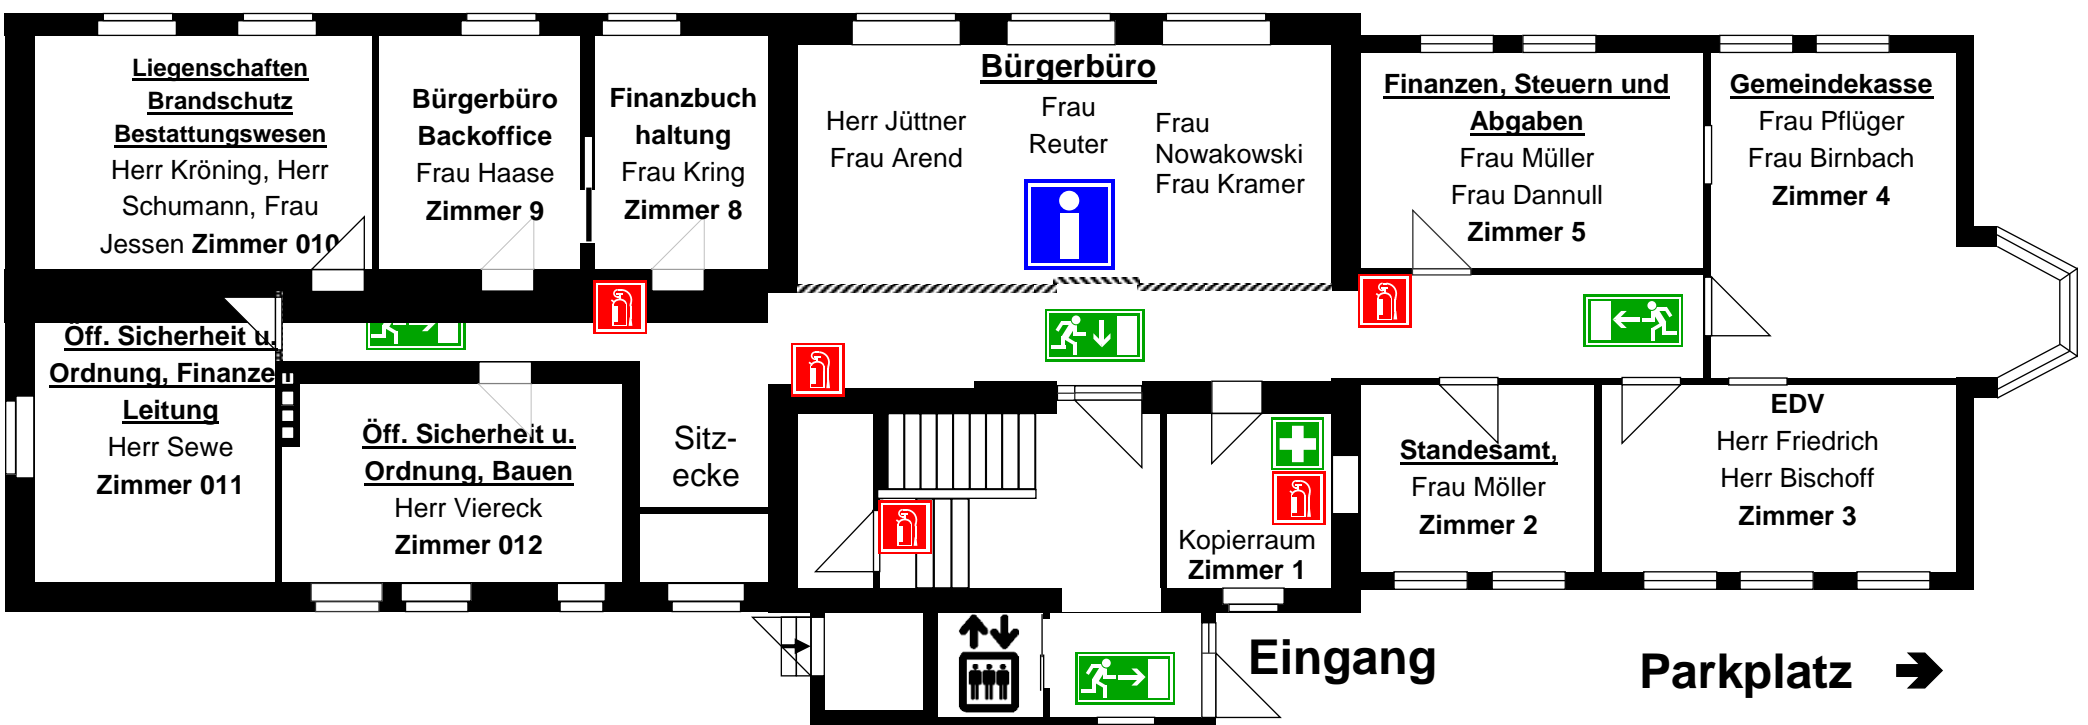 Liegenschaften
Brandschutz
Bestattungswesen
Herr Kröning, Herr
Schumann, Frau
Jessen Zimmer 010
Bürgerbüro
Backoffice
Frau Haase
Zimmer 9
Finanzbuch
haltung
Frau Kring
Zimmer 8
Bürgerbüro
Herr Jüttner
Frau Arend
Frau
Reuter
Frau
Nowakowski
Frau Kramer
Finanzen, Steuern und
Abgaben
Frau Müller
Frau Dannull
Zimmer 5
Gemeindekasse
Frau Pflüger
Frau Birnbach
Zimmer 4
Öff. Sicherheit u.
Ordnung, Finanzen
Leitung
Herr Sewe
Zimmer 011
Öff. Sicherheit u.
Ordnung, Bauen
Herr Viereck
Zimmer 012
Sitz-
ecke
Kopierraum
Zimmer 1
Standesamt,
Frau Möller
Zimmer 2
EDV
Herr Friedrich
Herr Bischoff
Zimmer 3
Eingang
Parkplatz